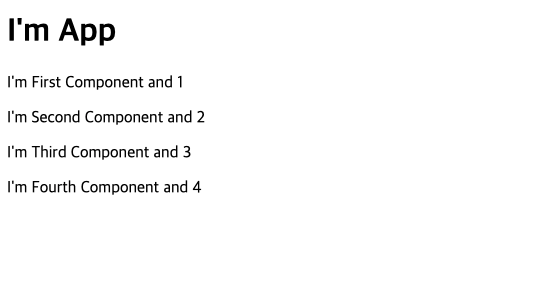 I'm App
I'm First Component and 1
I'm Second Component and 2
I'm Third Component and 3
I'm Fourth Component and 4